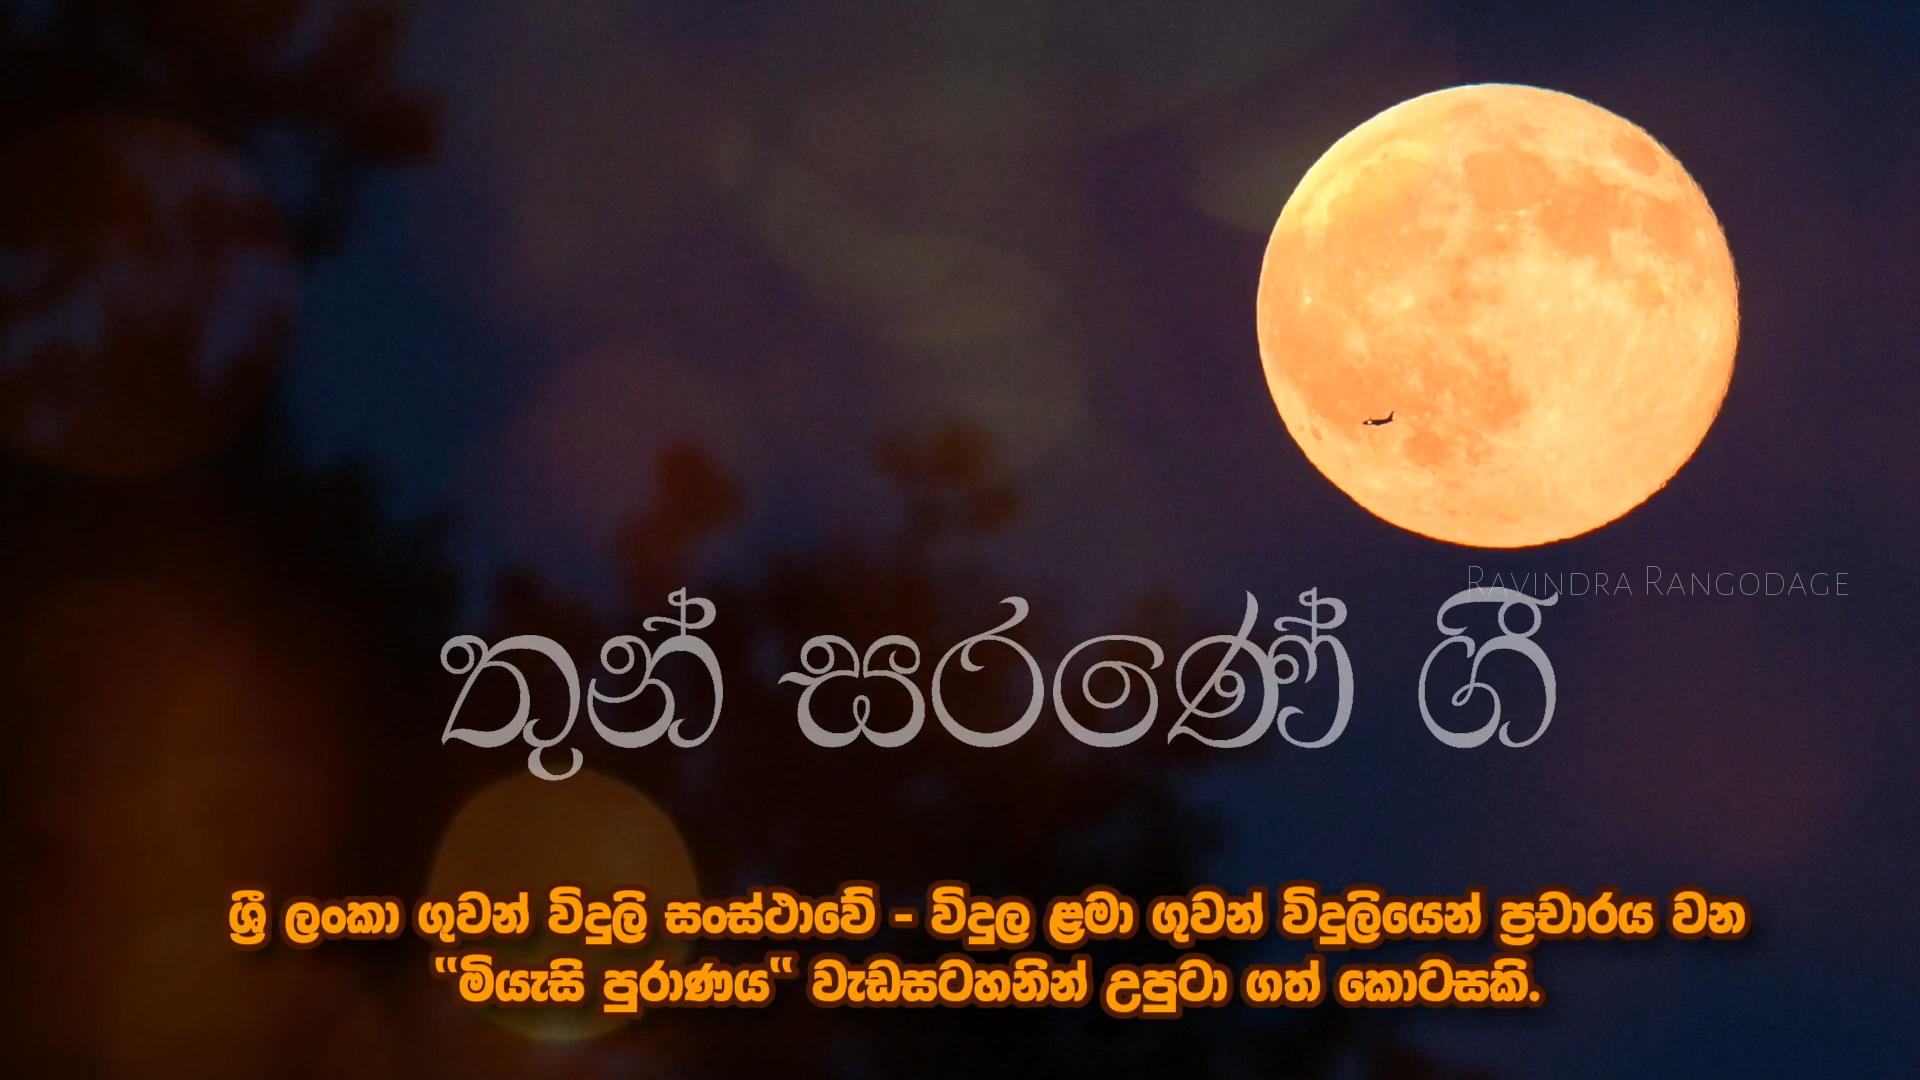 Ravindra Rangodage
තුන් සරණේ ගී
ශ්‍රී ලංකා ගුවන් විදුලි සංස්ථාවේ - විදුල ළමා ගුවන් විදුලියෙන් ප්‍රචාරය වන
“මියැසි පුරාණය“ වැඩසටහනින් උපුටා ගත් කොටසකි.